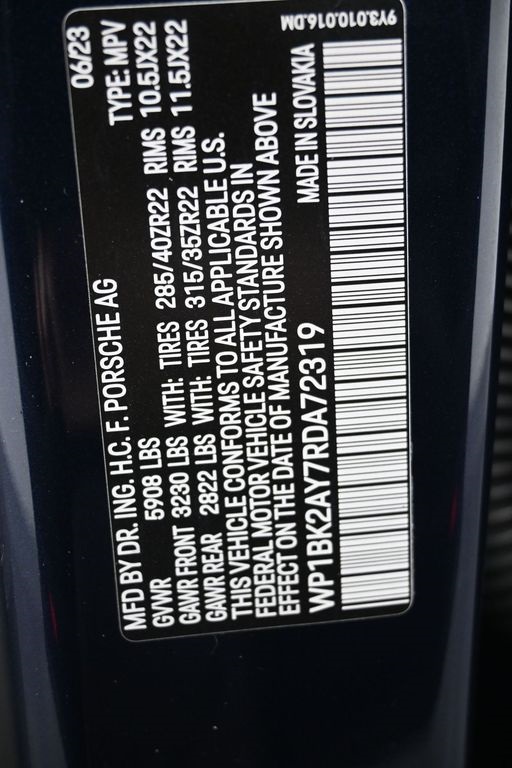 MFD BY DR. ING. H.C. F. PORSCHE AG 06/23
GVWR 5908 LBS TYPE: MPV
GAWR FRONT 3230 LBS WITH: TIRES 285/40ZR22 RIMS 10.5JX22
GAWR REAR 2822 LBS WITH: TIRES 315/35ZR22 RIMS 11.5JX22
THIS VEHICLE CONFORMS TO ALL APPLICABLE U.S.
FEDERAL MOTOR VEHICLE SAFETY STANDARDS IN
EFFECT ON THE DATE OF MANUFACTURE SHOWN ABOVE
WP1BK2AY7RDA72319 MADE IN SLOVAKIA
9Y3.010.016.DM